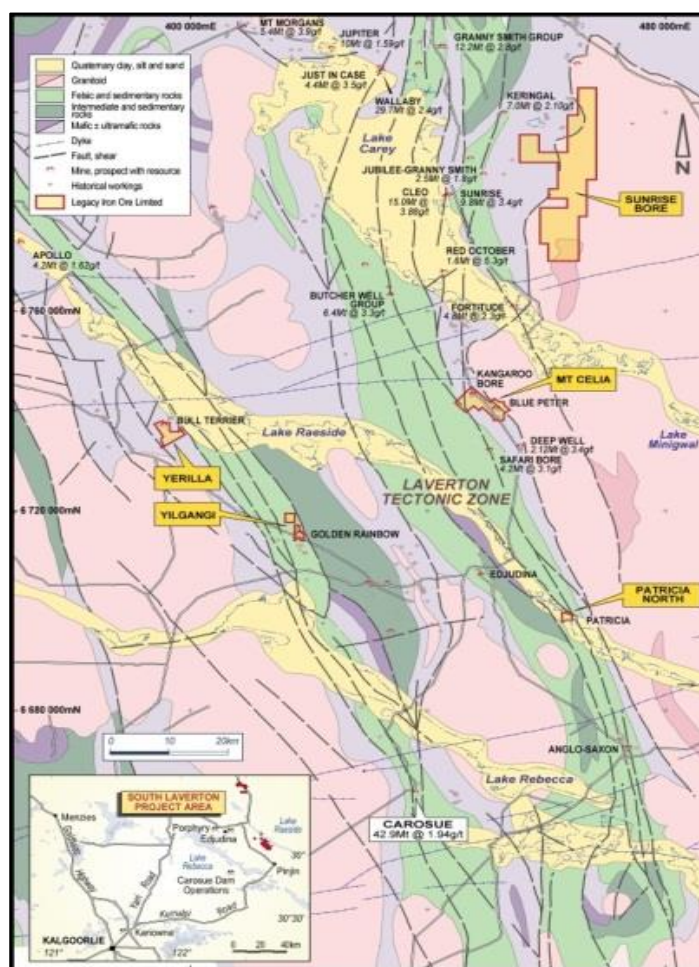 400 000mE
480 000mE
MT MORGANS
5.4Mt @ 3.9g/t
JUPITER
10Mt @ 1.59g/t
GRANNY SMITH GROUP
12.2Mt @ 2.8g/t
Quaternary clay, silt and sand
Granitoid
Felsic and sedimentary rocks
Intermediate and sedimentary
rocks
Mafic ± ultramafic rocks
Dyke
Fault, shear
Mine, prospect with resource
Historical workings
Legacy Iron Ore Limited
JUST IN CASE
4.4Mt @ 3.5g/t
WALLABY
29.7Mt @ 2.4g/t
KERINGAL
7.0Mt @ 2.10g/t
Lake
Carey
N
JUBILEE-GRANNY SMITH
2.5Mt @ 1.8g/t
CLEO
15.0Mt @
3.88g/t
SUNRISE
9.8Mt @ 3.4g/t
SUNRISE
BORE
APOLLO
4.2Mt @ 1.62g/t
RED OCTOBER
1.6Mt @ 5.3g/t
BUTCHER WELL
GROUP
6.4Mt @ 3.3g/t
FORTITUDE
4.8Mt @ 2.3g/t
6 760 000mN
KANGAROO
BORE
MT CELIA
BLUE PETER
BULL TERRIER
Lake Raeside
Lake
Minigwal
DEEP WELL
2.12Mt @ 3.4g/t
SAFARI BORE
4.2Mt @ 3.1g/t
YERILLA
LAVERTON
TECTONIC ZONE
6 720 000mN
YILGANGI
GOLDEN RAINBOW
EDJUDINA
PATRICIA
NORTH
PATRICIA
6 680 000mN
0 10 20km
ANGLO-SAXON
Lake Rebecca
CAROSUE
42.9Mt @ 1.94g/t
SOUTH LAVERTON
PROJECT AREA
Menzies
Porphyry
Edjudina
Lake
Raeside
Goldfields
Highway
Lake
Rebecca
30°
Pinjin
Carosue Dam
Operations
Yarri Road
Kurnalpi Road
30°30'
Kanowna
KALGOORLIE
121°
122°
0 20 40km